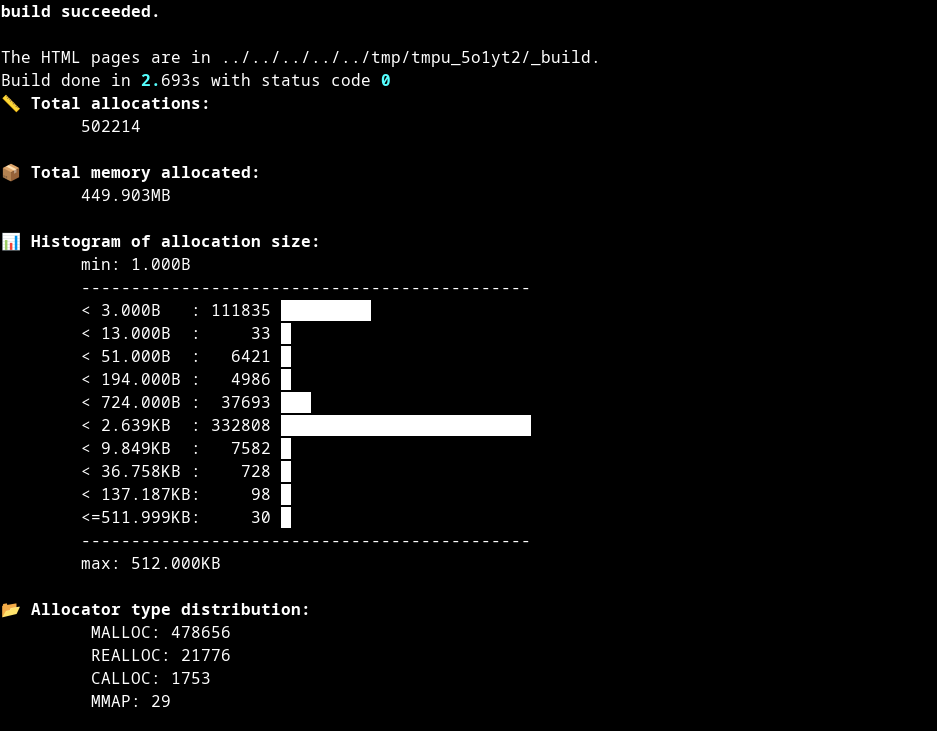 build succeeded.
The HTML pages are in ../../../../../tmp/tmpu_5o1yt2/_build.
Build done in 2.693s with status code 0
Total allocations:
502214
Total memory allocated:
449.903MB
Histogram of allocation size:
min: 1.000B
---------------------------------------------
< 3.000B   : 111835
< 13.000B  :     33
< 51.000B  :   6421
< 194.000B :   4986
< 724.000B :  37693
< 2.639KB  : 332808
< 9.849KB  :   7582
< 36.758KB :    728
< 137.187KB:     98
<=511.999KB:     30
---------------------------------------------
max: 512.000KB
Allocator type distribution:
MALLOC: 478656
REALLOC: 21776
CALLOC: 1753
MMAP: 29